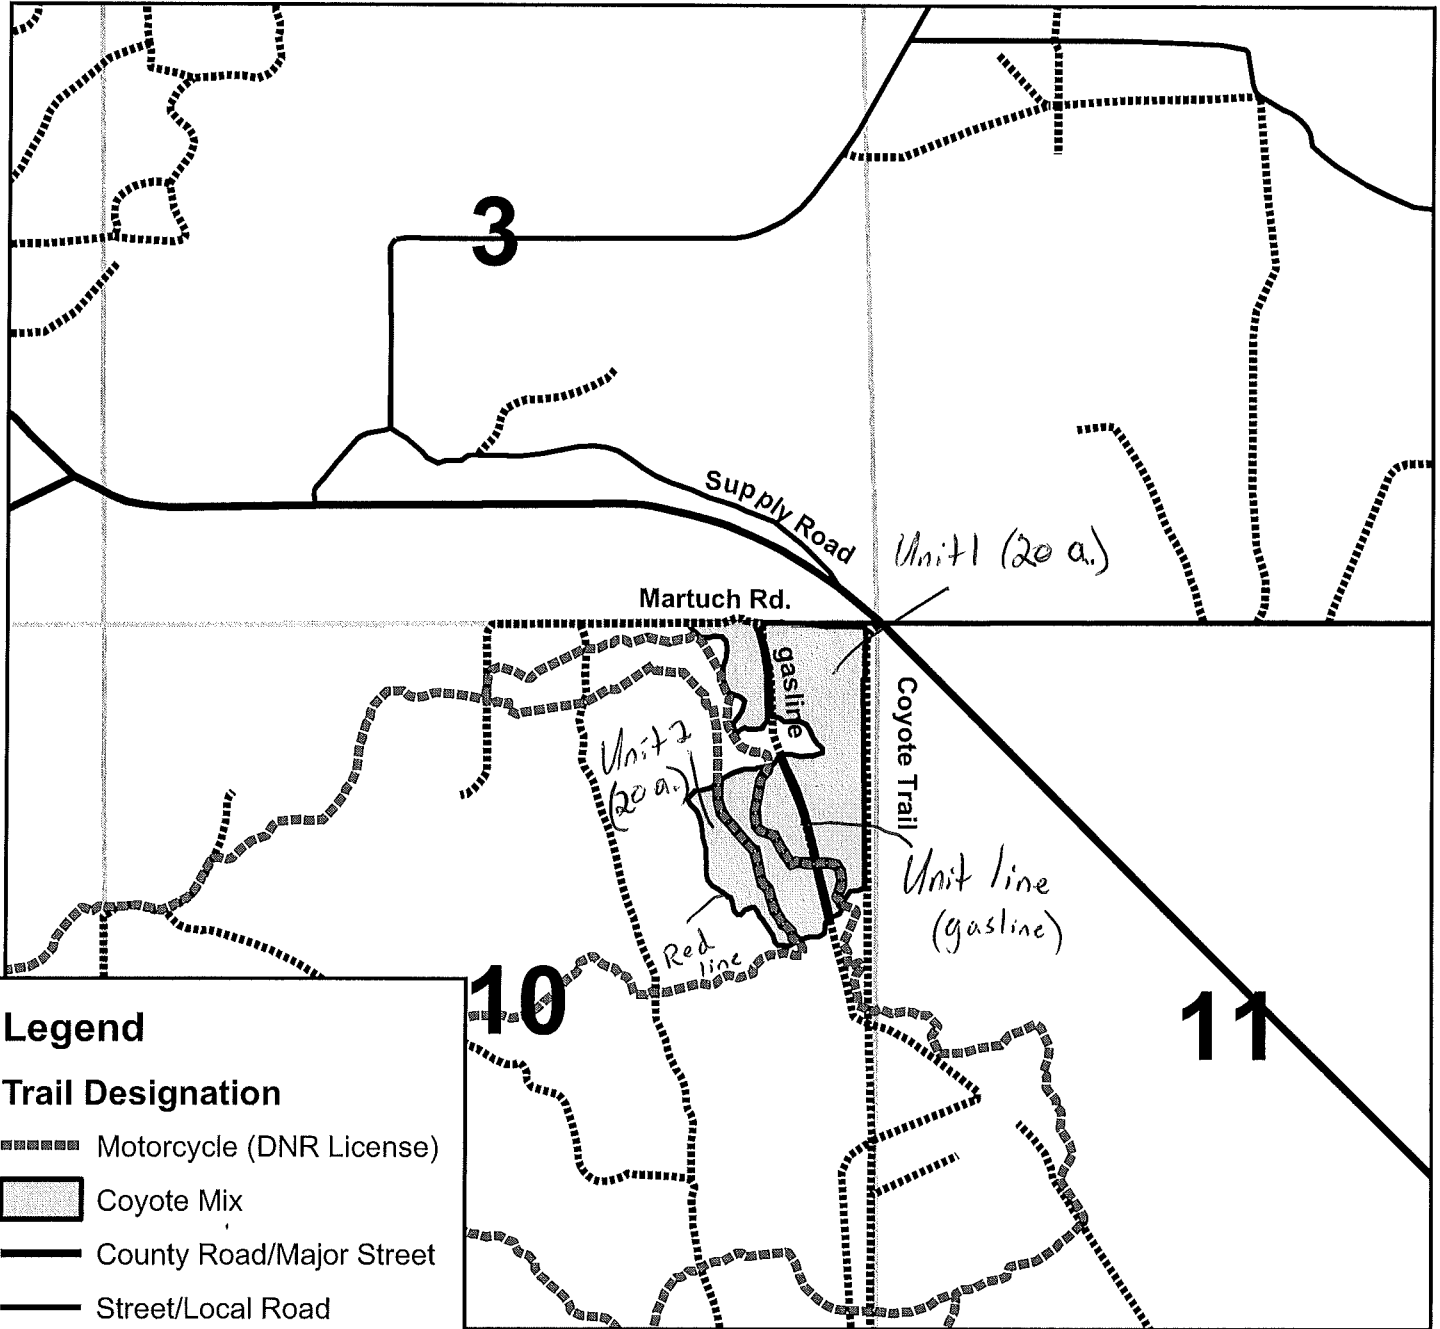 3
Supply Road
Unit 1 (20 a.)
Martuch Rd.
gasline
Coyote Trail
Unit 2
(20 a.)
Unit line
(gasline)
Red
line
10
11
Legend
Trail Designation
Motorcycle (DNR License)
Coyote Mix
County Road/Major Street
Street/Local Road